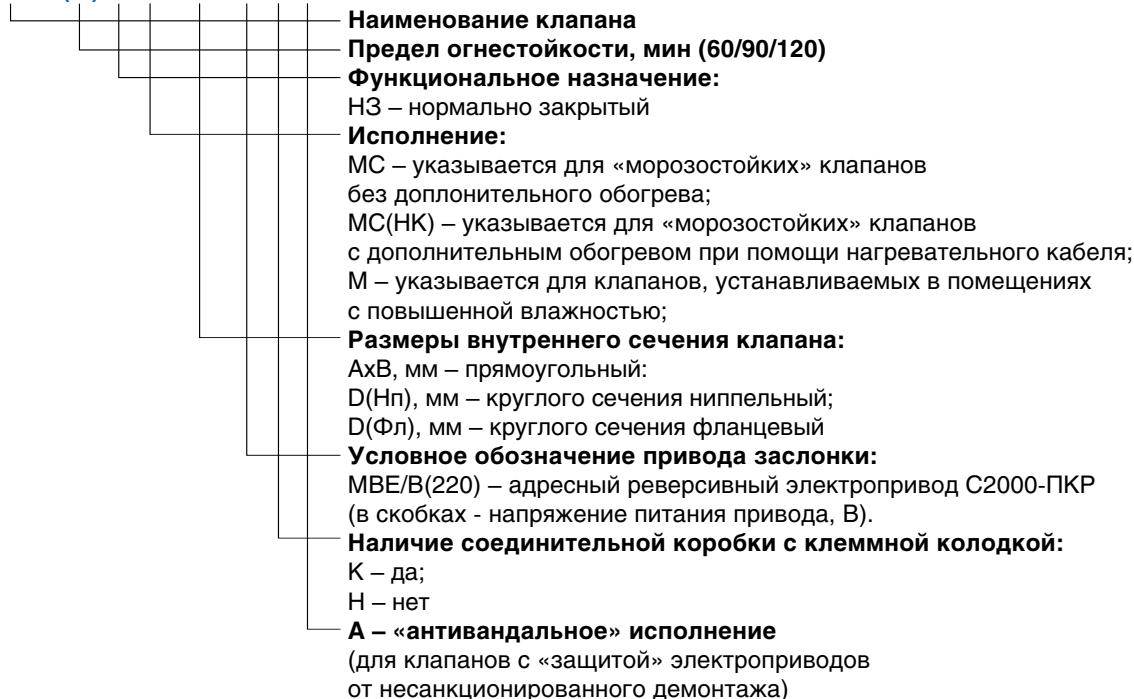 Наименование клапана
Предел огнестойкости, мин (60/90/120)
Функциональное назначение:
НЗ – нормально закрытый
Исполнение:
МС – указывается для «морозостойких» клапанов
без доплонительного обогрева;
МС(НК) – указывается для «морозостойких» клапанов
с дополнительным обогревом при помощи нагревательного кабеля;
М – указывается для клапанов, устанавливаемых в помещениях
с повышенной влажностью;
Размеры внутреннего сечения клапана:
АхВ, мм – прямоугольный:
D(Нп), мм – круглого сечения ниппельный;
D(Фл), мм – круглого сечения фланцевый
Условное обозначение привода заслонки:
МВЕ/В(220) – адресный реверсивный электропривод С2000-ПКР
(в скобках - напряжение питания привода, В).
Наличие соединительной коробки с клеммной колодкой:
К – да;
Н – нет
А – «антивандальное» исполнение
(для клапанов с «защитой» электроприводов
от несанкционированного демонтажа)